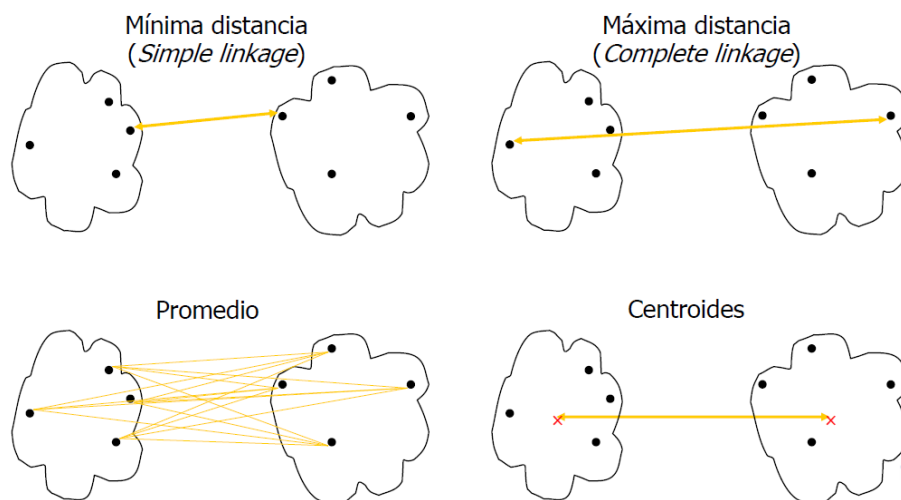 Mínima distancia
(Simple linkage)
Máxima distancia
(Complete linkage)
Promedio
Centroides